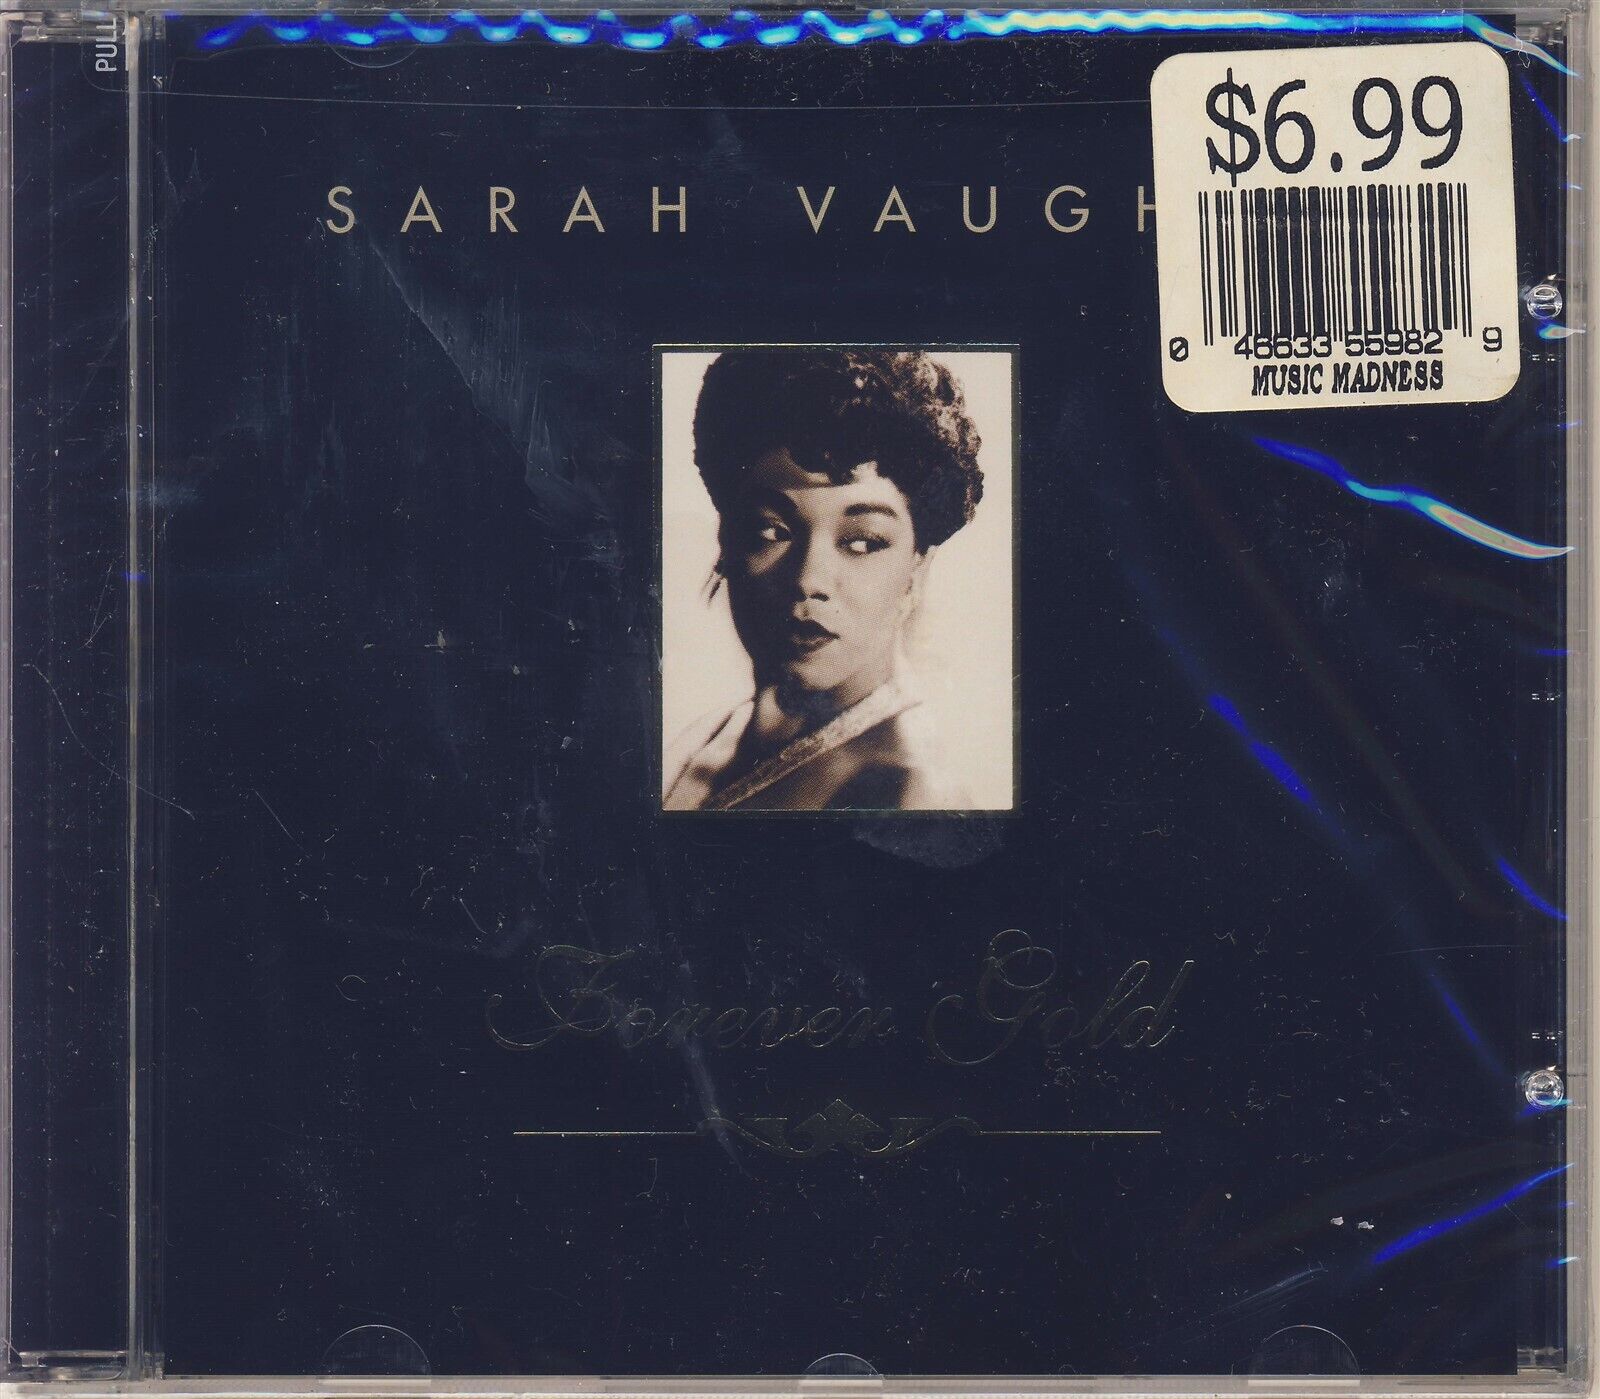 PULL
$6.99
SARAH VAUGH
0 46633 55982 9
MUSIC MADNESS
Forever Gold